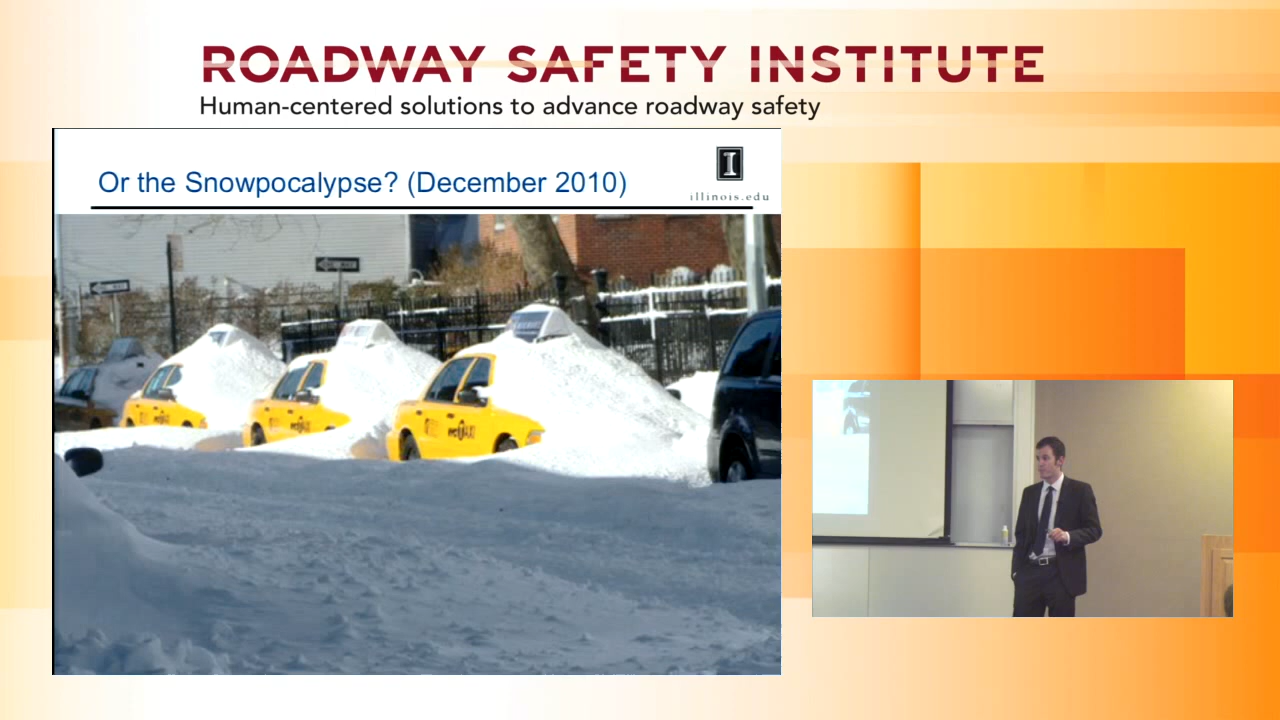 ROADWAY SAFETY INSTITUTE
Human-centered solutions to advance roadway safety
Or the Snowpocalypse? (December 2010)
I
illinois.edu